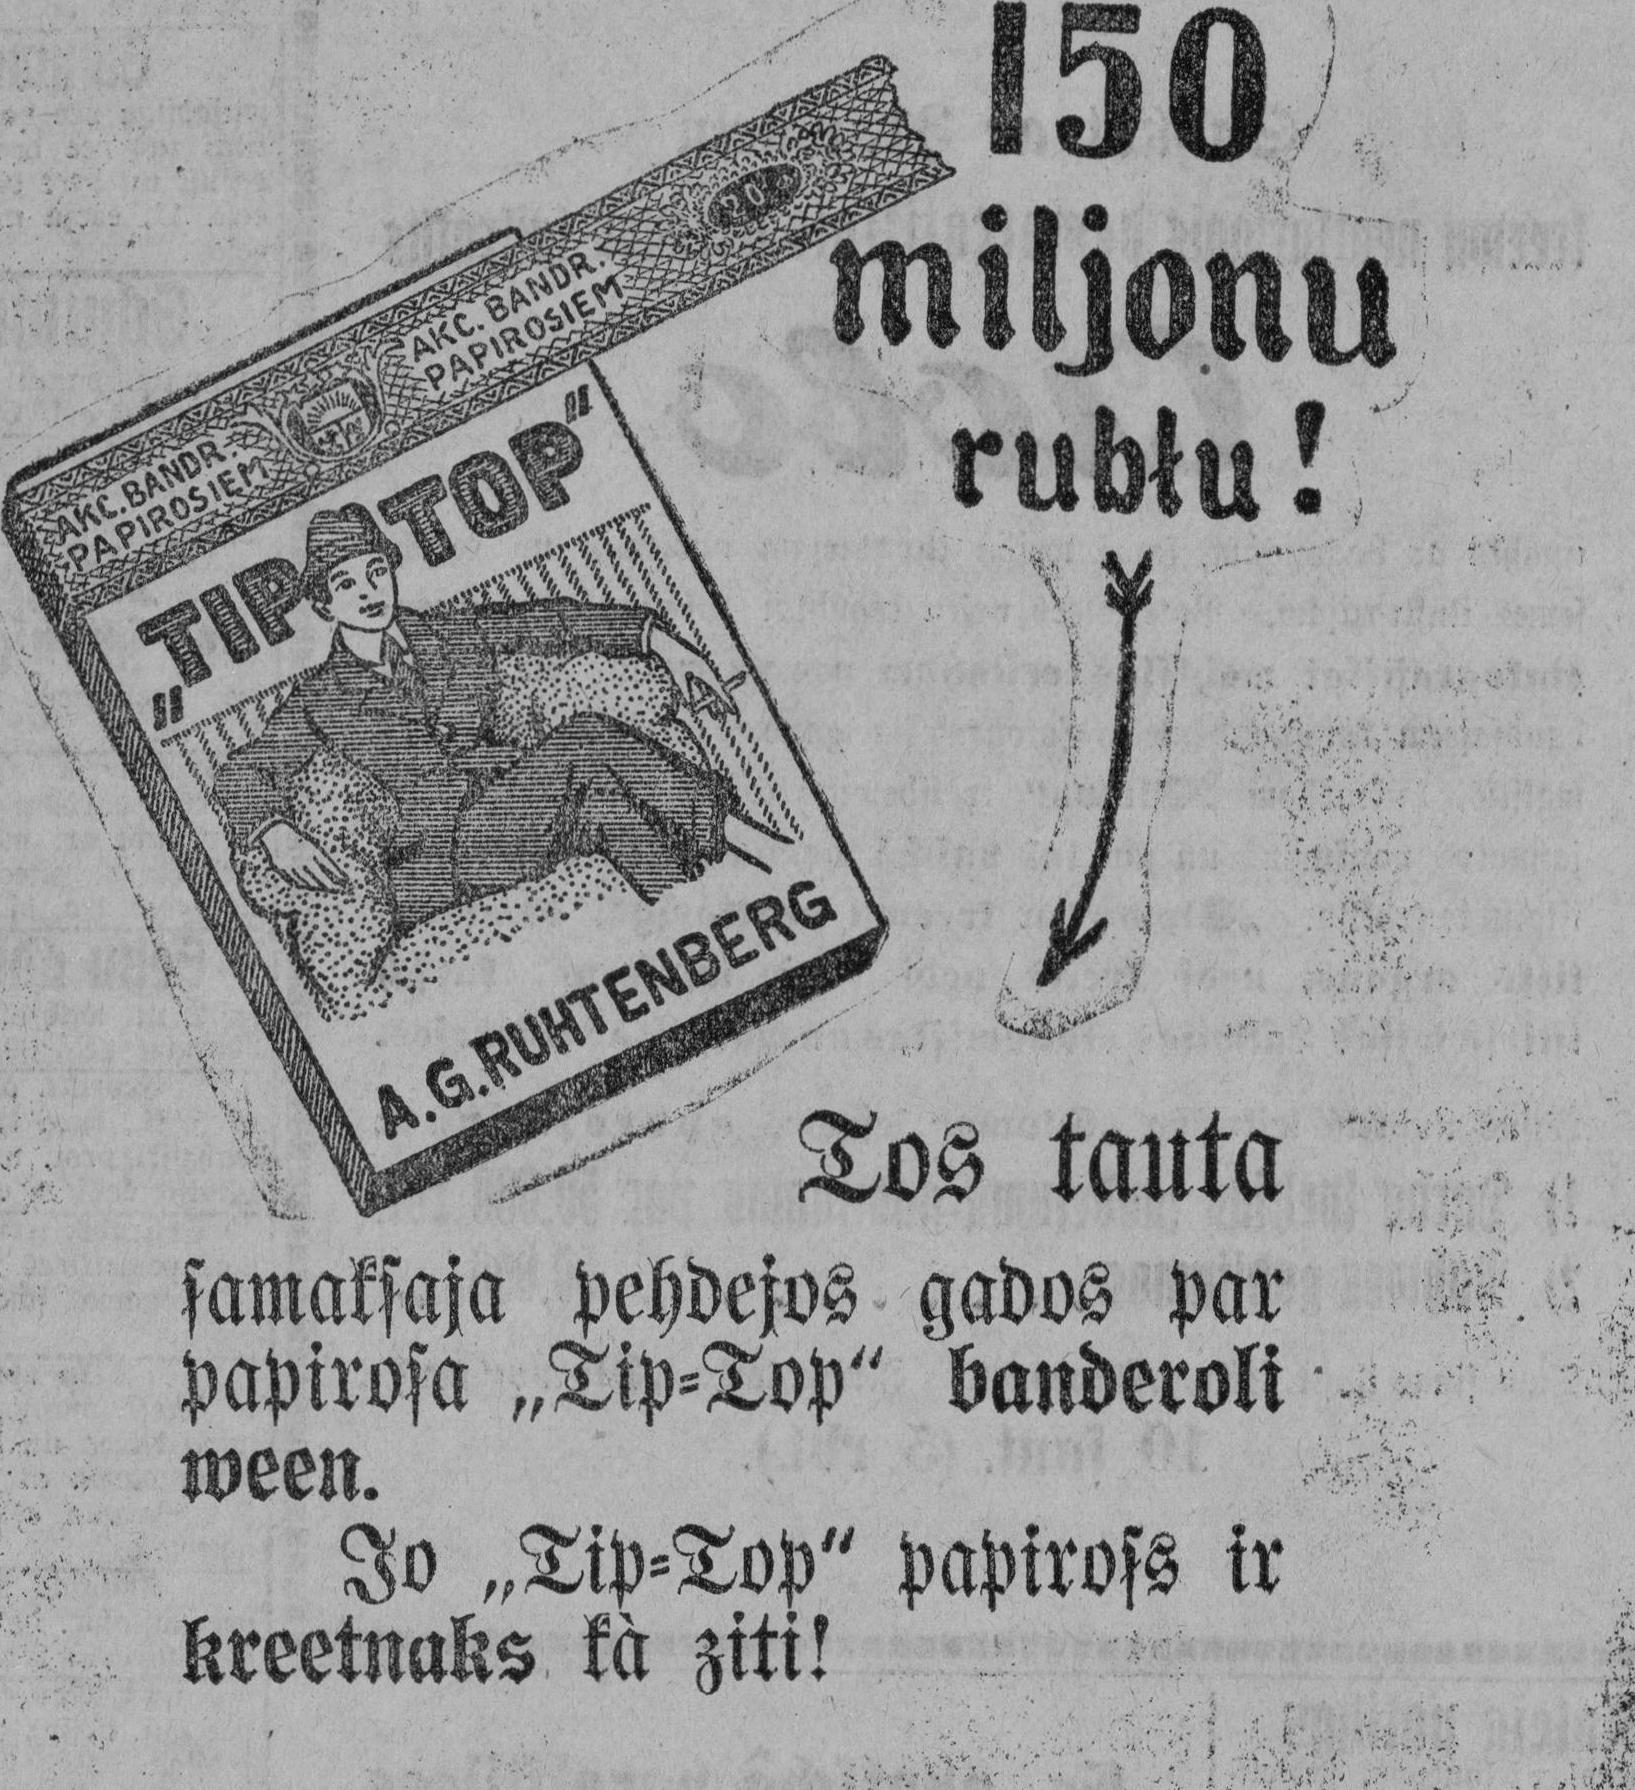 150
miljonu
rubłu!
20
AKC. BANDR.
PAPIROSIEM
AKC. BANDR.
PAPIROSIEM
„TIP TOP“
A. G. RUHTENBERG
Tos tauta
ſamakſaja pehdejos gados par
papiroſa „Tip=Top“ banderoli
ween.
Jo „Tip=Top“ papiroſs ir
kreetnaks kà ziti!